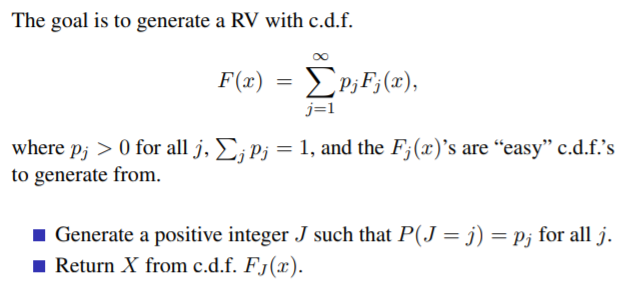 The goal is to generate a RV with c.d.f.
F(x) = ∑_{j=1}^{∞} p_j F_j(x),
where p_j > 0 for all j, ∑_j p_j = 1, and the F_j(x)'s are “easy” c.d.f.'s
to generate from.
■ Generate a positive integer J such that P(J = j) = p_j for all j.
■ Return X from c.d.f. F_J(x).